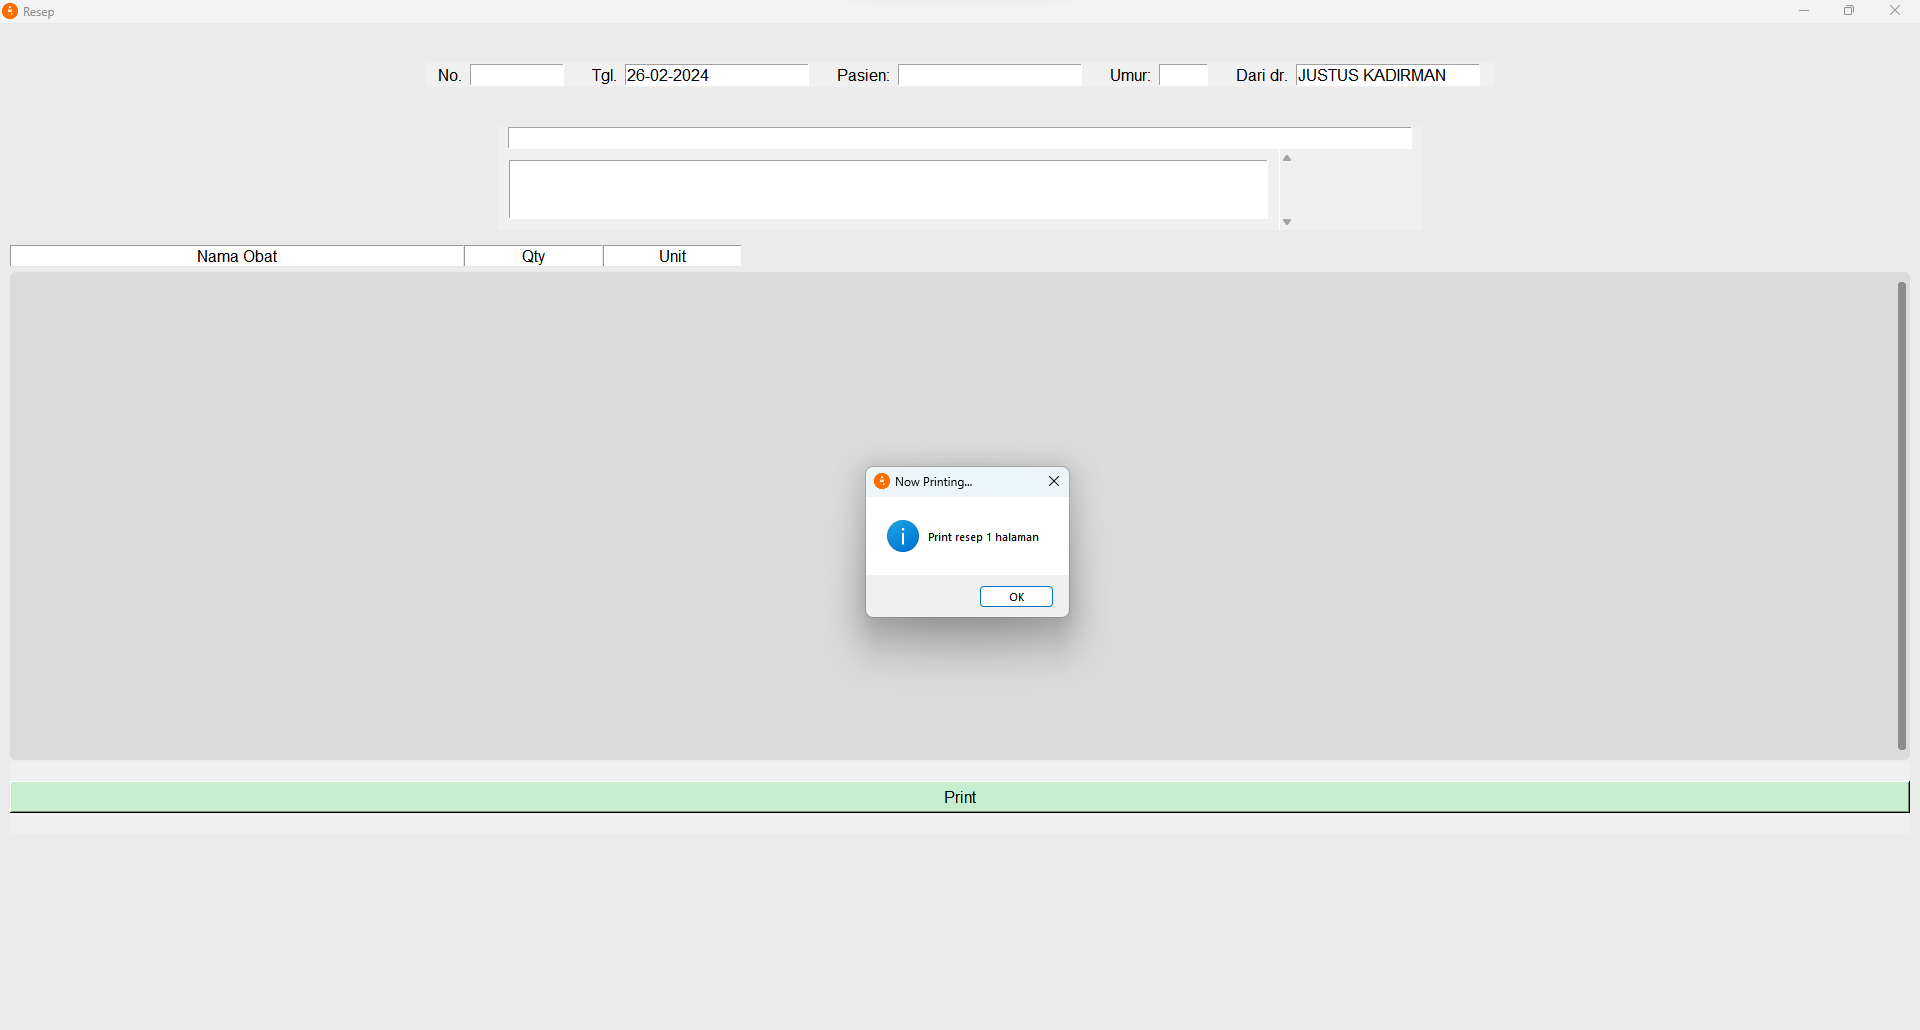 Resep
No. Tgl. 26-02-2024 Pasien: Umur: Dari dr. JUSTUS KADIRMAN
Nama Obat Qty Unit
Now Printing...
Print resep 1 halaman
OK
Print